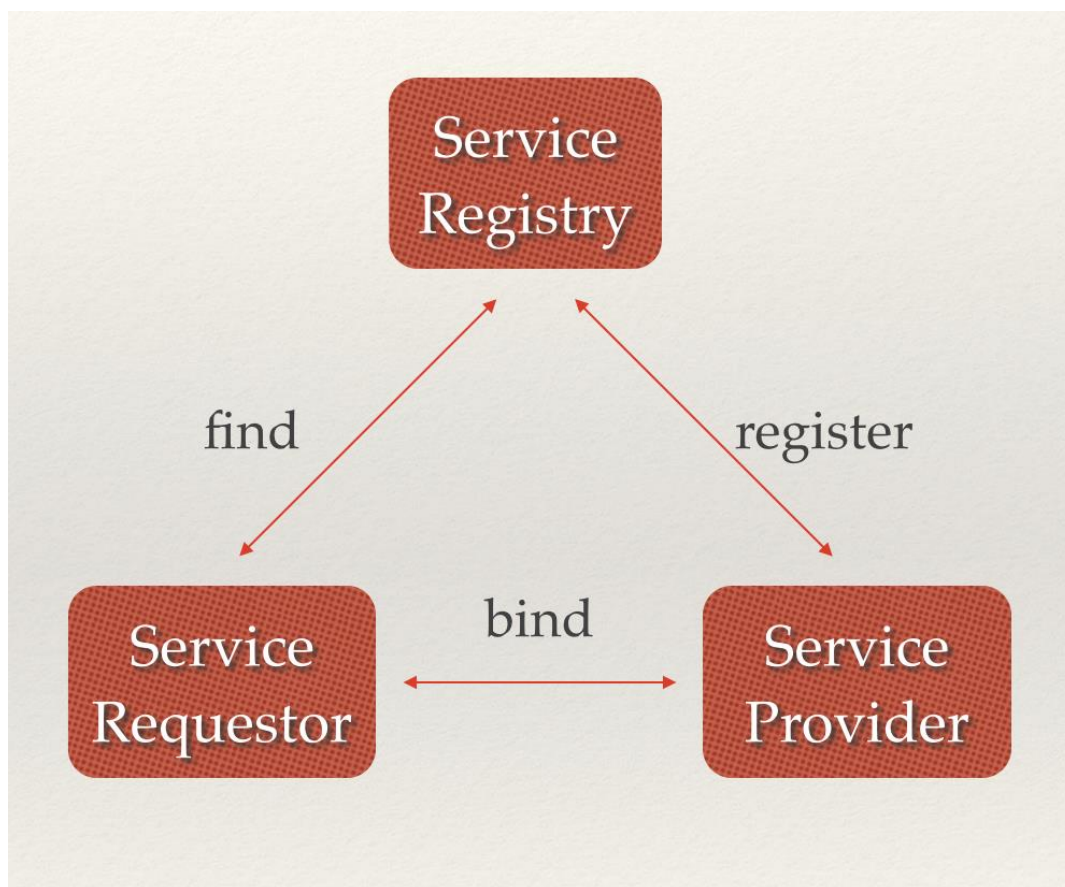 Service
Registry
find
register
bind
Service
Requestor
Service
Provider